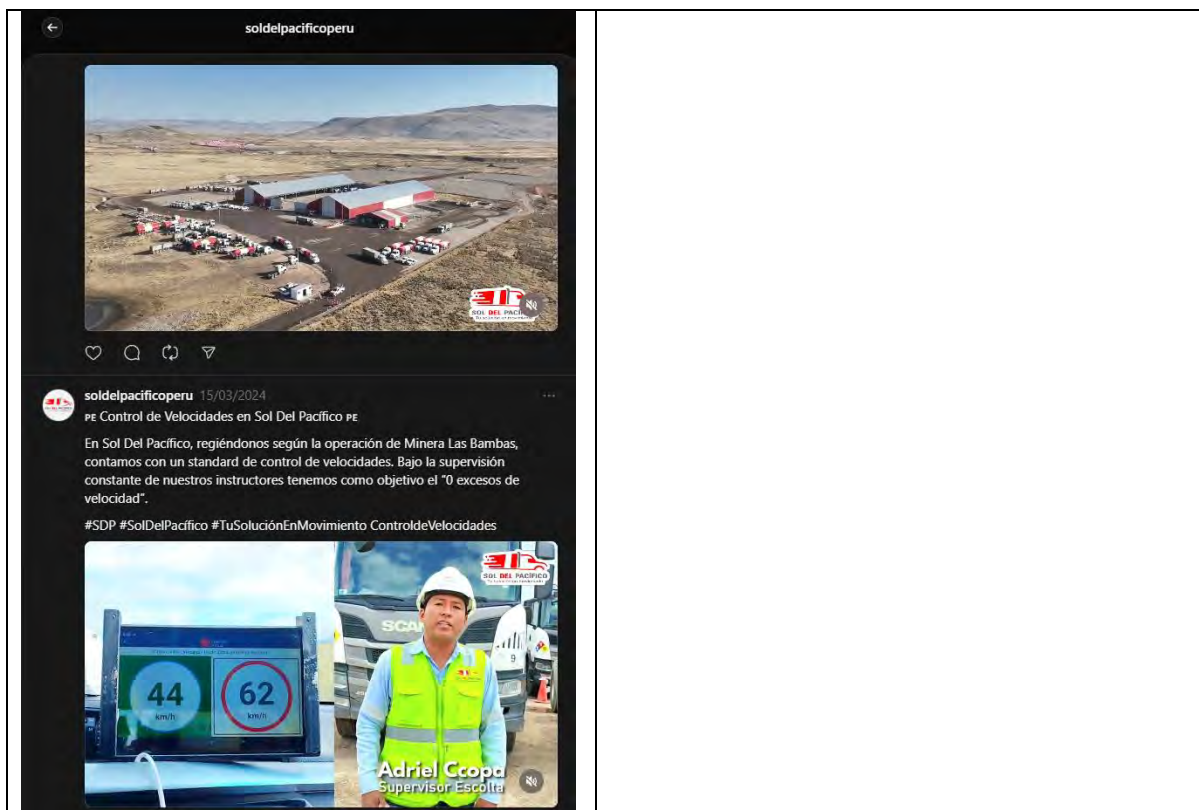 soldelpacificoperu
SOL DEL PACÍFI
soldelpacificoperu 15/03/2024
PE Control de Velocidades en Sol Del Pacífico PE
En Sol Del Pacífico, regiéndonos según la operación de Minera Las Bambas,
contamos con un standard de control de velocidades. Bajo la supervisión
constante de nuestros instructores tenemos como objetivo el "0 excesos de
velocidad".
#SDP #SolDelPacífico #TuSoluciónEnMovimiento ControldeVelocidades
SOL DEL PACÍFICO
SCAN
9
44
km/h
62
km/h
Adriel Ccopa
Supervisor Escolta